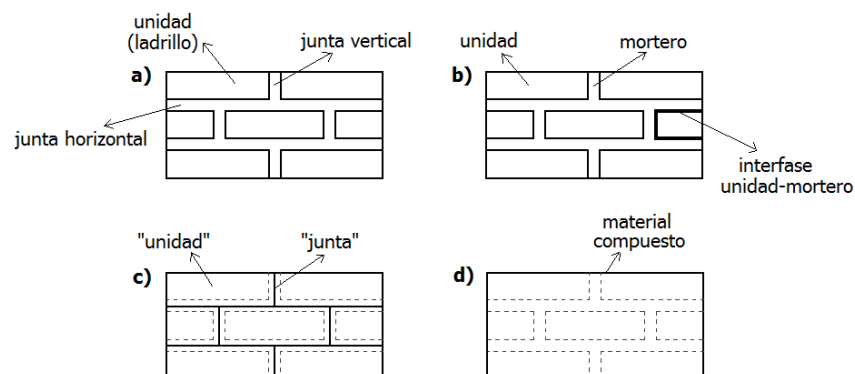 unidad
(ladrillo)
junta vertical
a)
junta horizontal
unidad
mortero
b)
interfase
unidad-mortero
"unidad"
"junta"
c)
material
compuesto
d)